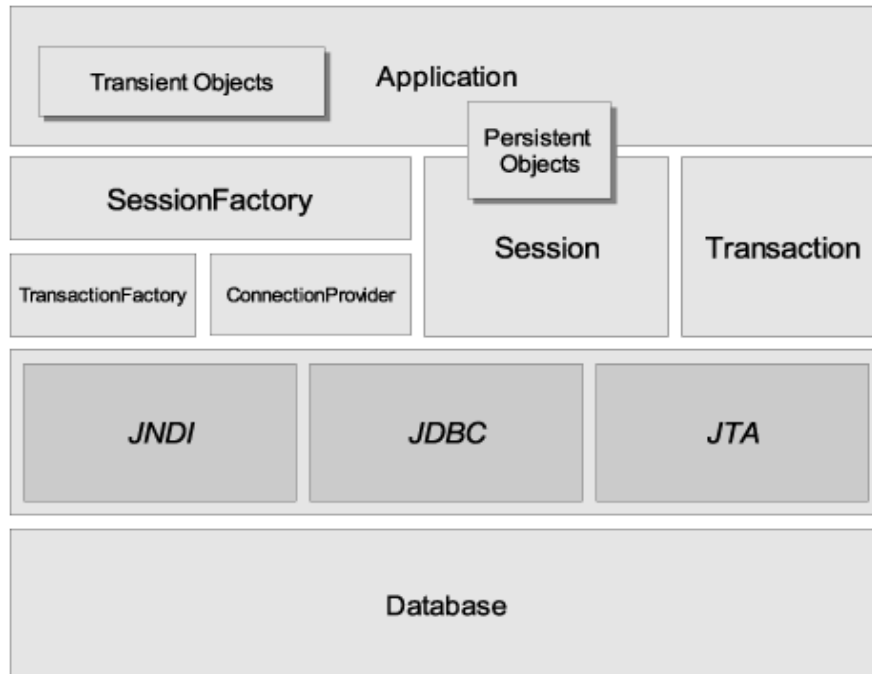 Transient Objects
Application
Persistent
Objects
SessionFactory
Session
Transaction
TransactionFactory
ConnectionProvider
JNDI
JDBC
JTA
Database